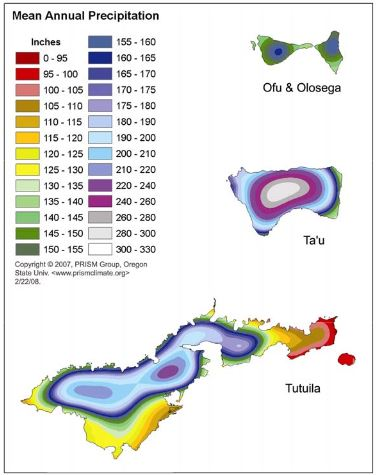 Mean Annual Precipitation
Inches
0 - 95
95 - 100
100 - 105
105 - 110
110 - 115
115 - 120
120 - 125
125 - 130
130 - 135
135 - 140
140 - 145
145 - 150
150 - 155
155 - 160
160 - 165
165 - 170
170 - 175
175 - 180
180 - 190
190 - 200
200 - 210
210 - 220
220 - 240
240 - 260
260 - 280
280 - 300
300 - 330
Copyright © 2007, PRISM Group, Oregon
State Univ. <www.prismclimate.org>
2/22/08.
Ofu & Olosega
Ta'u
Tutuila